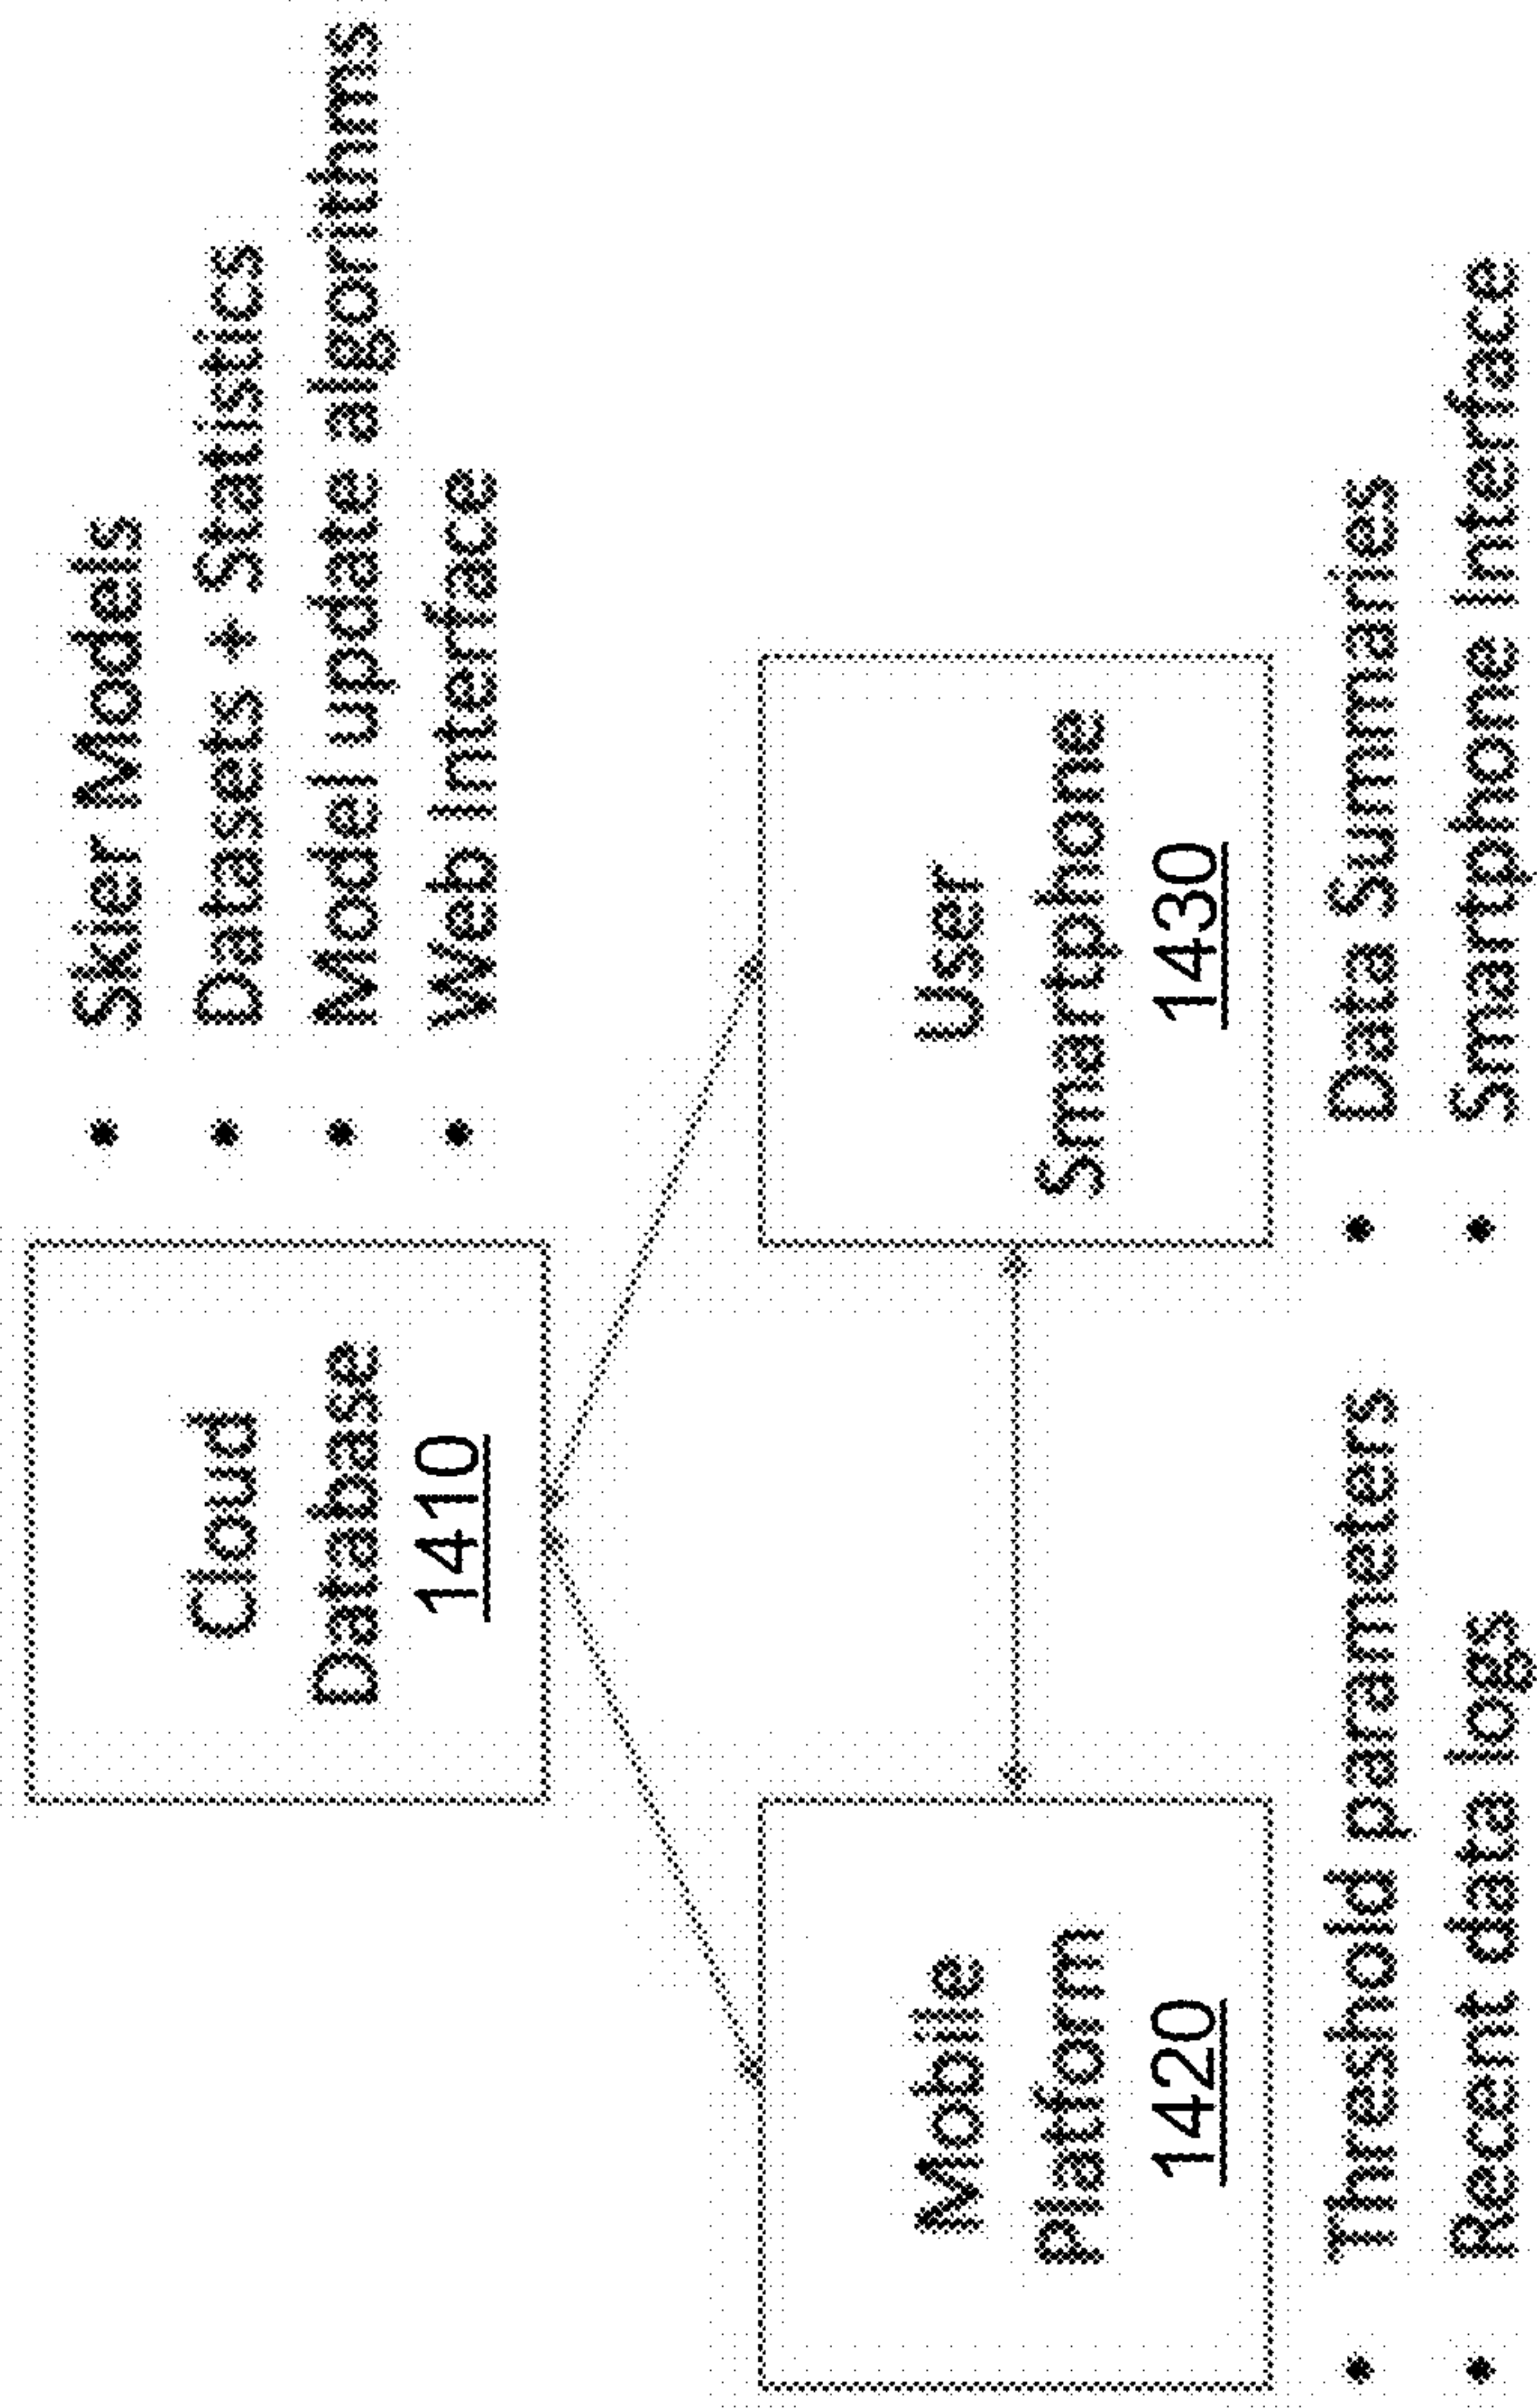 Cloud
Database
1410
• Skier Models
• Datasets + Statistics
• Model update algorithms
• Web Interface
Mobile
Platform
1420
• Threshold parameters
• Recent data logs
User
Smartphone
1430
• Data Summaries
• Smartphone Interface